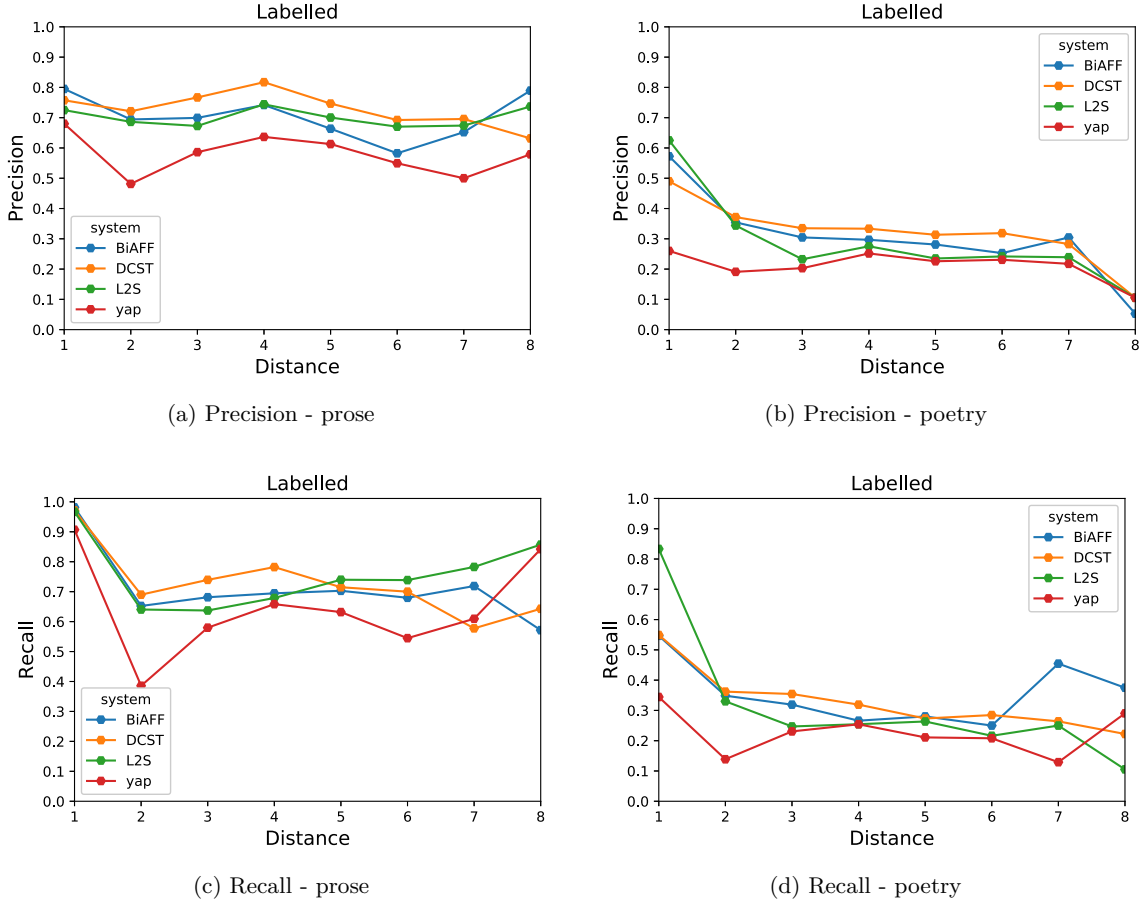 Labelled
1.0
0.9
0.8
0.7
0.6
0.5
0.4
0.3
0.2
0.1
0.0
Precision
system
BiAFF
DCST
L2S
yap
1 2 3 4 5 6 7 8
Distance
(a) Precision - prose
Labelled
1.0
0.9
0.8
0.7
0.6
0.5
0.4
0.3
0.2
0.1
0.0
Precision
system
BiAFF
DCST
L2S
yap
1 2 3 4 5 6 7 8
Distance
(b) Precision - poetry
Labelled
1.0
0.9
0.8
0.7
0.6
0.5
0.4
0.3
0.2
0.1
0.0
Recall
system
BiAFF
DCST
L2S
yap
1 2 3 4 5 6 7 8
Distance
(c) Recall - prose
Labelled
1.0
0.9
0.8
0.7
0.6
0.5
0.4
0.3
0.2
0.1
0.0
Recall
system
BiAFF
DCST
L2S
yap
1 2 3 4 5 6 7 8
Distance
(d) Recall - poetry